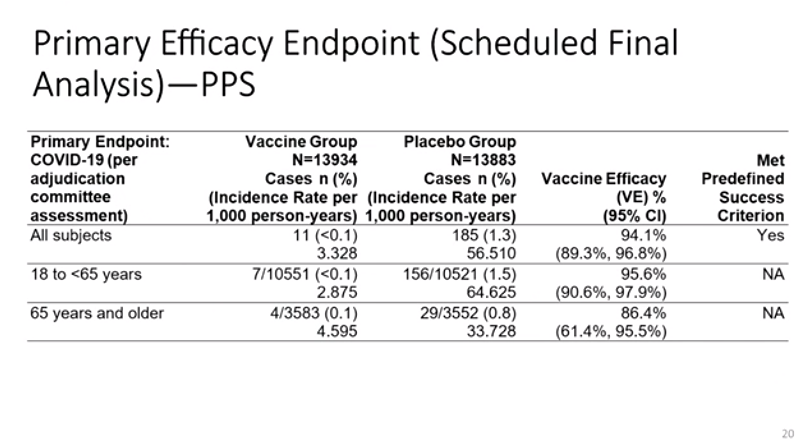 Primary Efficacy Endpoint (Scheduled Final
Analysis)—PPS
Primary Endpoint: Vaccine Group Placebo Group
COVID-19 (per N=13934 N=13883 Met
adjudication Cases n (%) Cases n (%) Vaccine Efficacy Predefined
committee (Incidence Rate per (Incidence Rate per (VE) % Success
assessment) 1,000 person-years) 1,000 person-years) (95% CI) Criterion
All subjects 11 (<0.1) 185 (1.3) 94.1% Yes
3.328 56.510 (89.3%, 96.8%)
18 to <65 years 7/10551 (<0.1) 156/10521 (1.5) 95.6% NA
2.875 64.625 (90.6%, 97.9%)
65 years and older 4/3583 (0.1) 29/3552 (0.8) 86.4% NA
4.595 33.728 (61.4%, 95.5%)
20